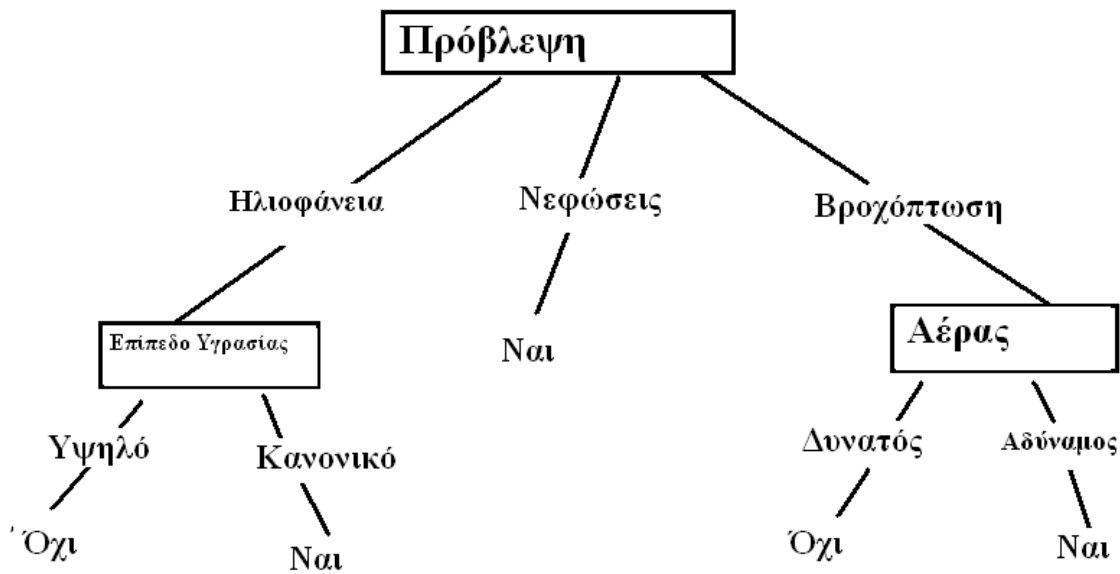 Πρόβλεψη
Ηλιοφάνεια
Νεφώσεις
Βροχόπτωση
Επίπεδο Υγρασίας
Ναι
Αέρας
Υψηλό
Κανονικό
Δυνατός
Αδύναμος
Όχι
Ναι
Όχι
Ναι